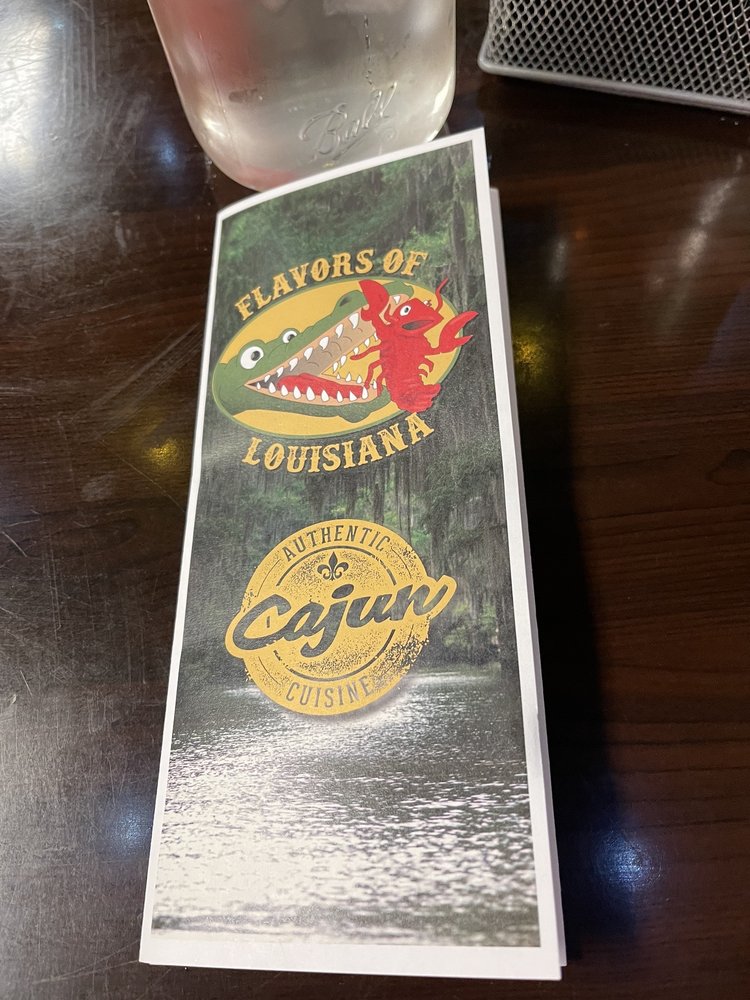 Ball
FLAVORS OF
LOUISIANA
AUTHENTIC
Cajun
CUISINE